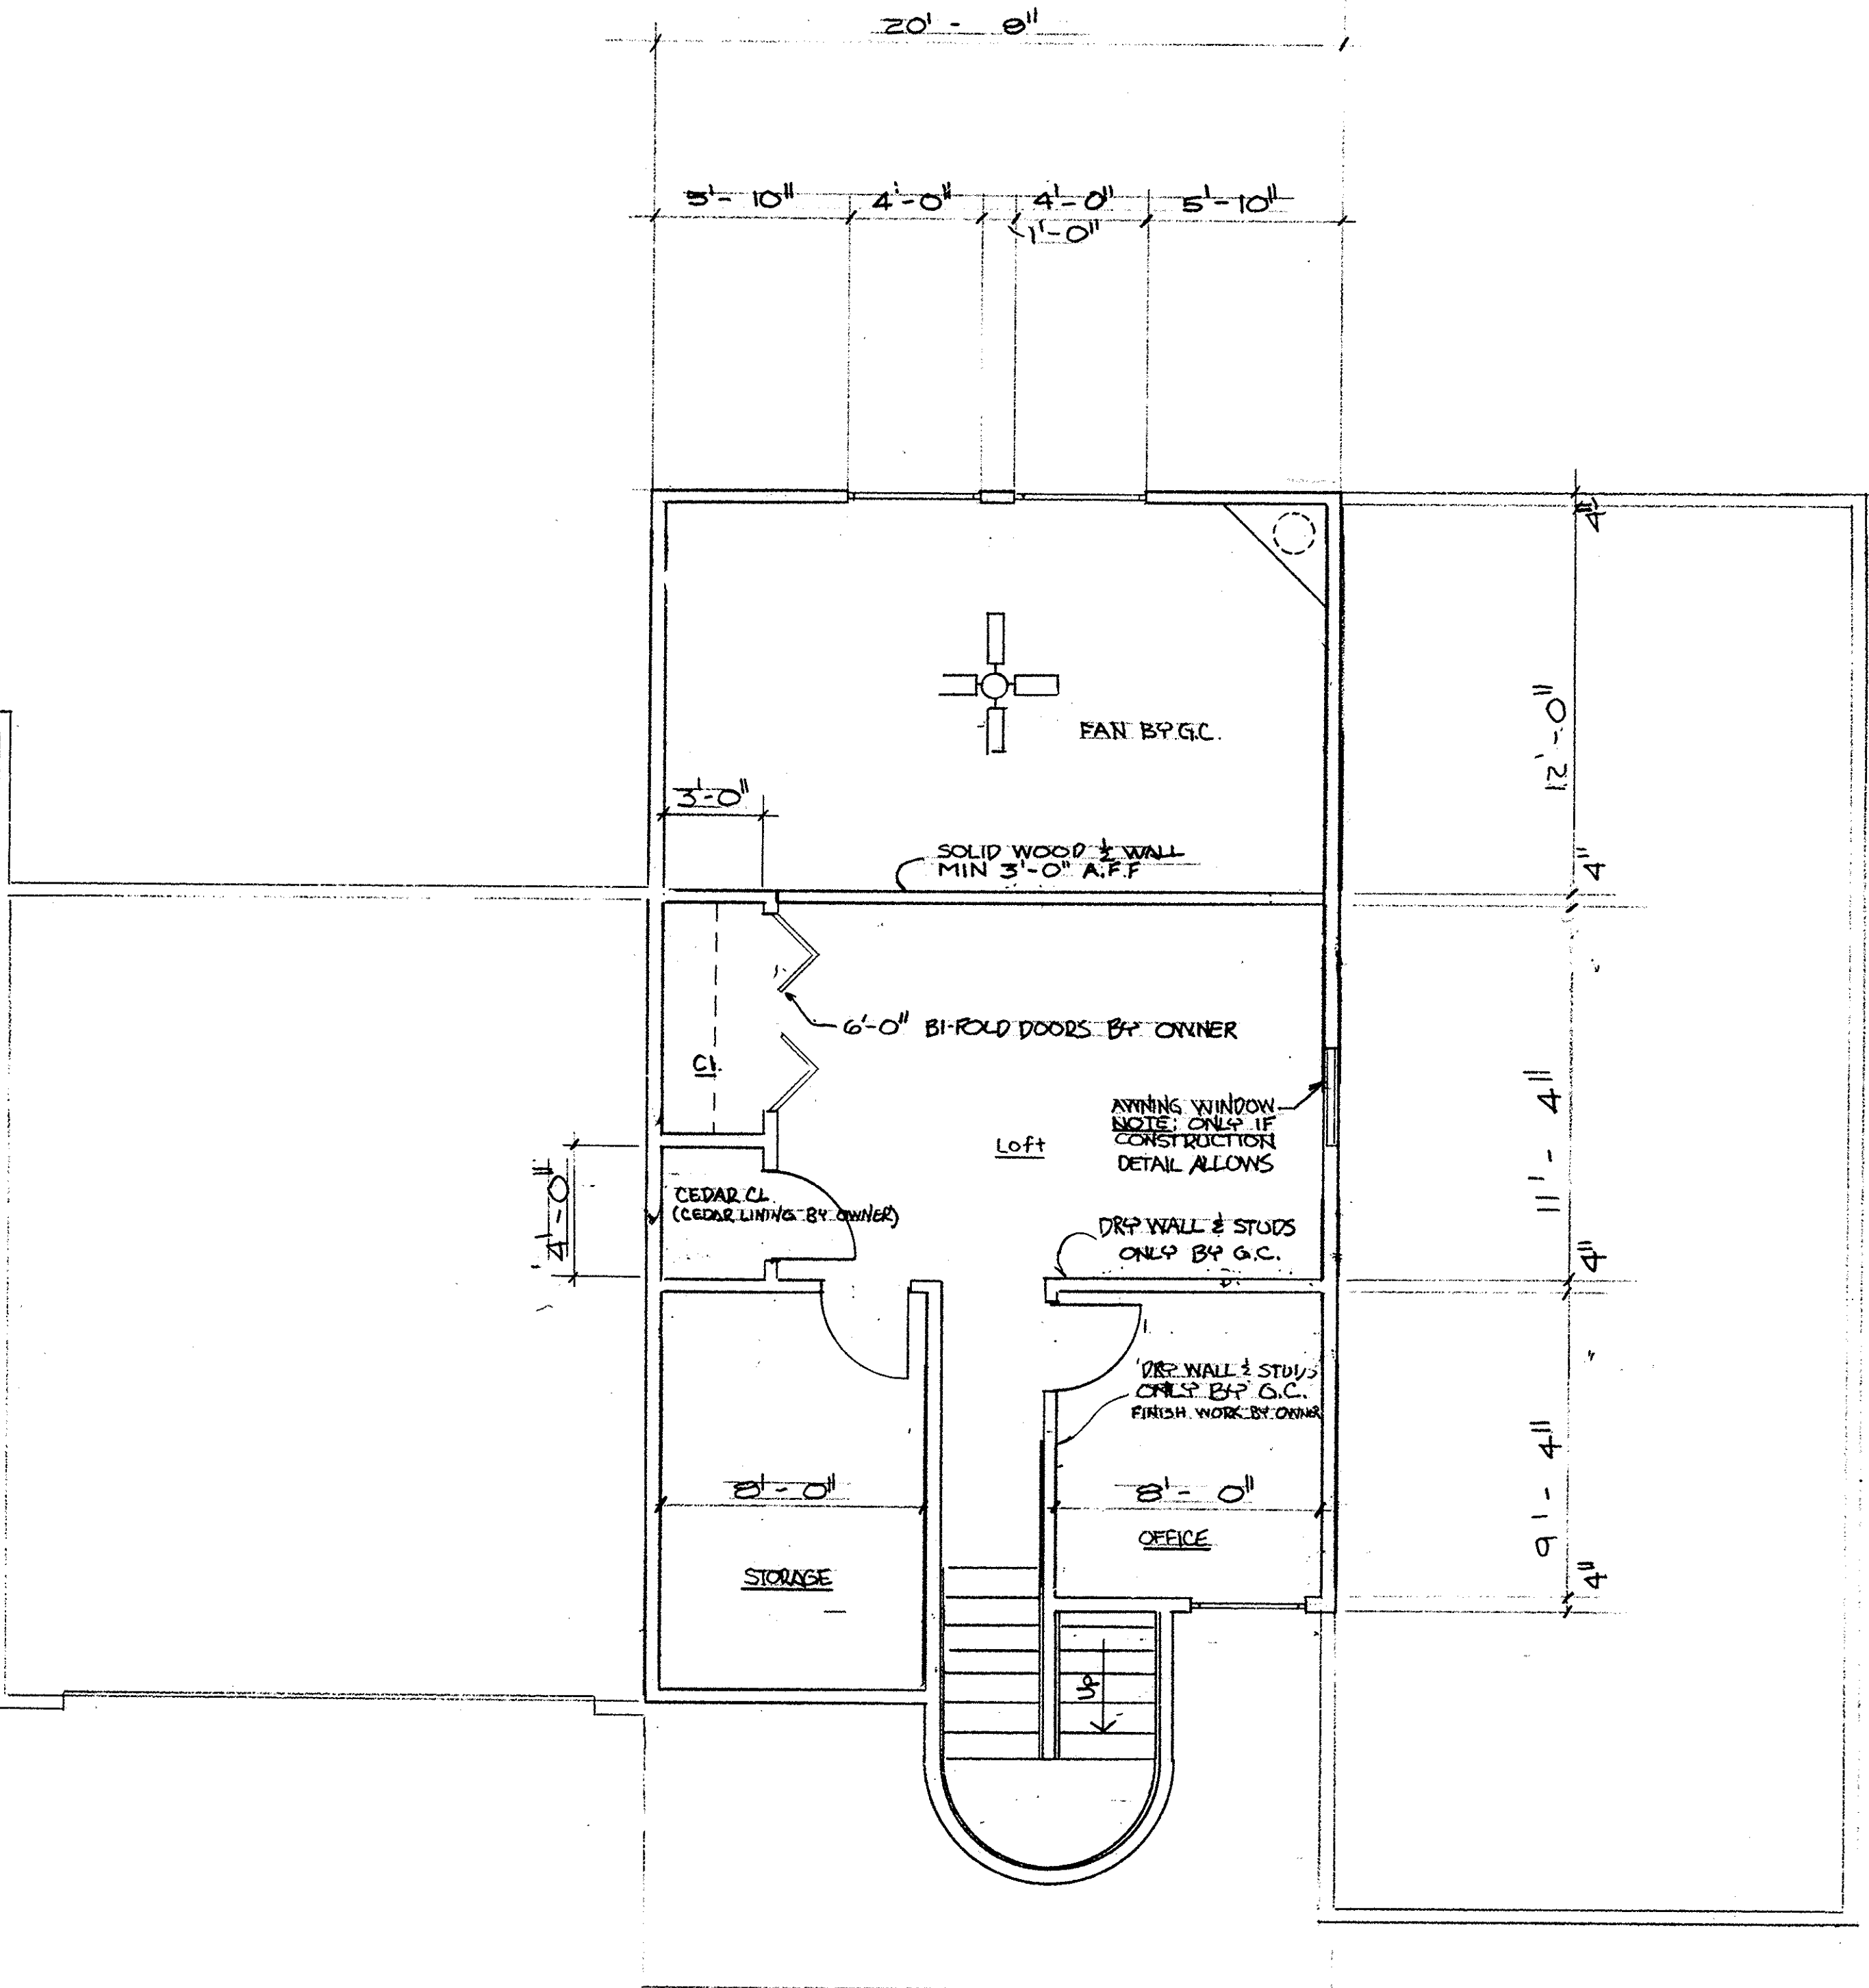 20' - 8"
5'- 10" 4'-0" 4'-0" 5'-10"
1'-0"
4"
12'-0"
FAN BY G.C.
3'-0"
SOLID WOOD ½ WALL
MIN 3'-0" A.F.F
4"
6'-0" BI-FOLD DOORS BY OWNER
Cl.
AWNING WINDOW
NOTE: ONLY IF
CONSTRUCTION
DETAIL ALLOWS
11' - 4"
Loft
4'-0"
CEDAR CL.
(CEDAR LINING BY OWNER)
DRY WALL & STUDS
ONLY BY G.C.
4"
DRY WALL & STUDS
ONLY BY G.C.
FINISH WORK BY OWNER
9' - 4"
8' - 0"
8' - 0"
OFFICE
STORAGE
4"
UP